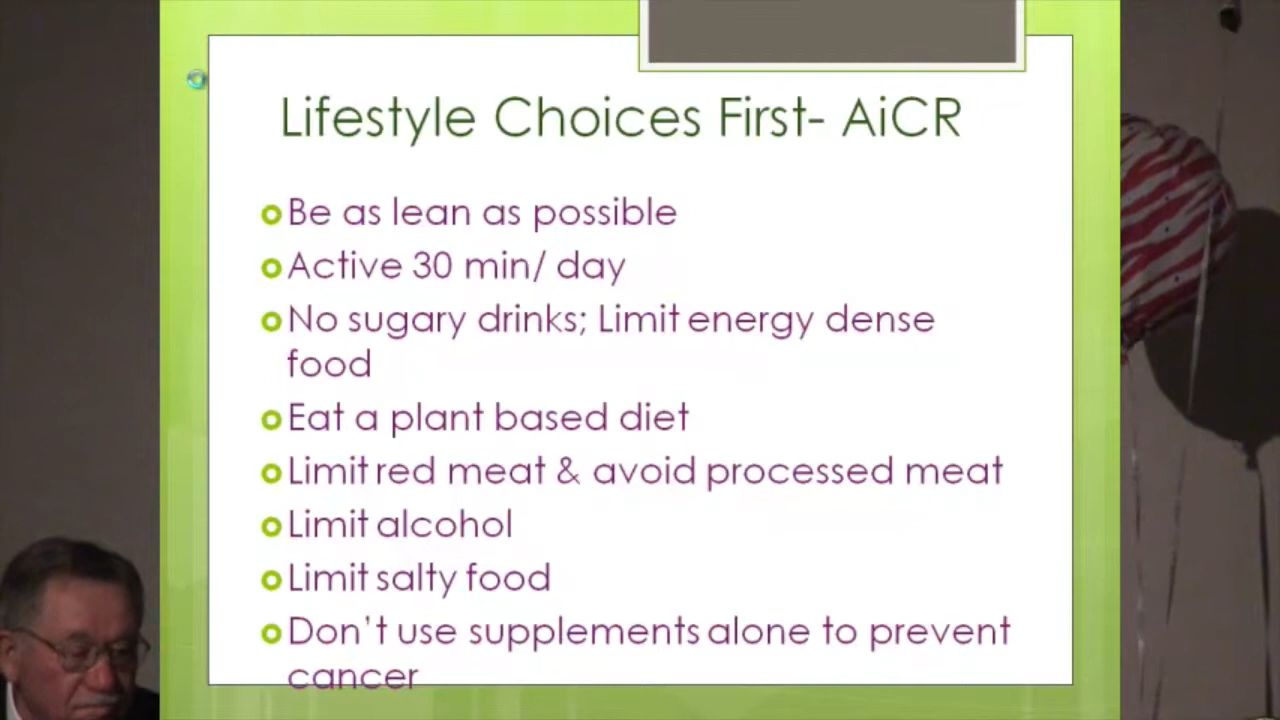 Lifestyle Choices First- AiCR
Be as lean as possible
Active 30 min/ day
No sugary drinks; Limit energy dense
food
Eat a plant based diet
Limit red meat & avoid processed meat
Limit alcohol
Limit salty food
Don't use supplements alone to prevent
cancer